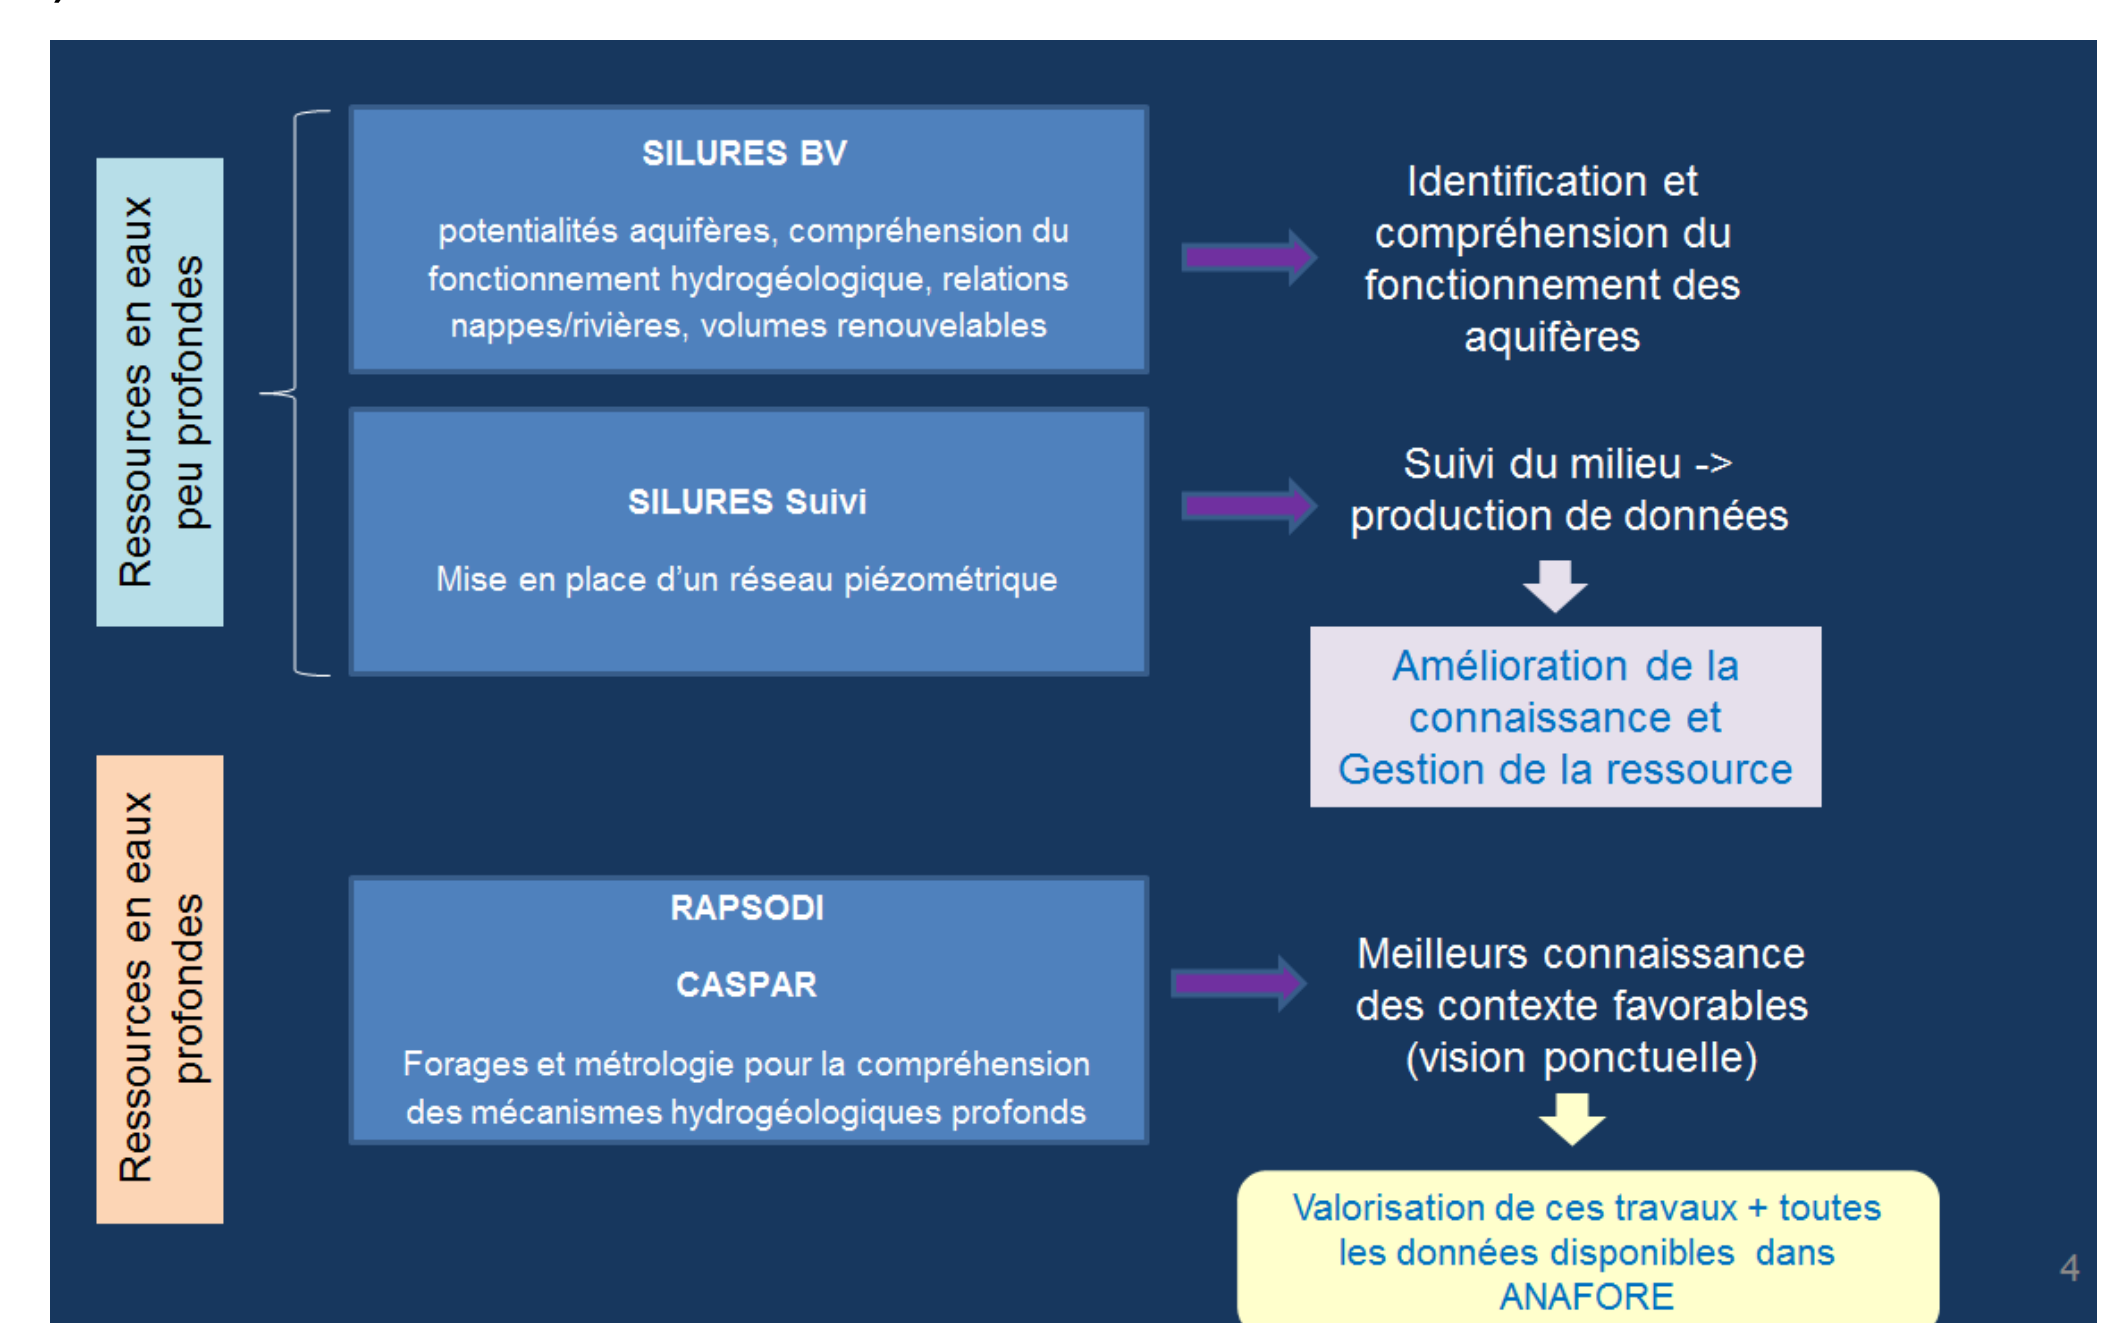 Ressources en eaux
peu profondes
SILURES BV
potentialités aquifères, compréhension du
fonctionnement hydrogéologique, relations
nappes/rivières, volumes renouvelables
Identification et
compréhension du
fonctionnement des
aquifères
SILURES Suivi
Mise en place d'un réseau piézométrique
Suivi du milieu ->
production de données
Amélioration de la
connaissance et
Gestion de la ressource
Ressources en eaux
profondes
RAPSODI
CASPAR
Forages et métrologie pour la compréhension
des mécanismes hydrogéologiques profonds
Meilleurs connaissance
des contexte favorables
(vision ponctuelle)
Valorisation de ces travaux + toutes
les données disponibles dans
ANAFORE
4